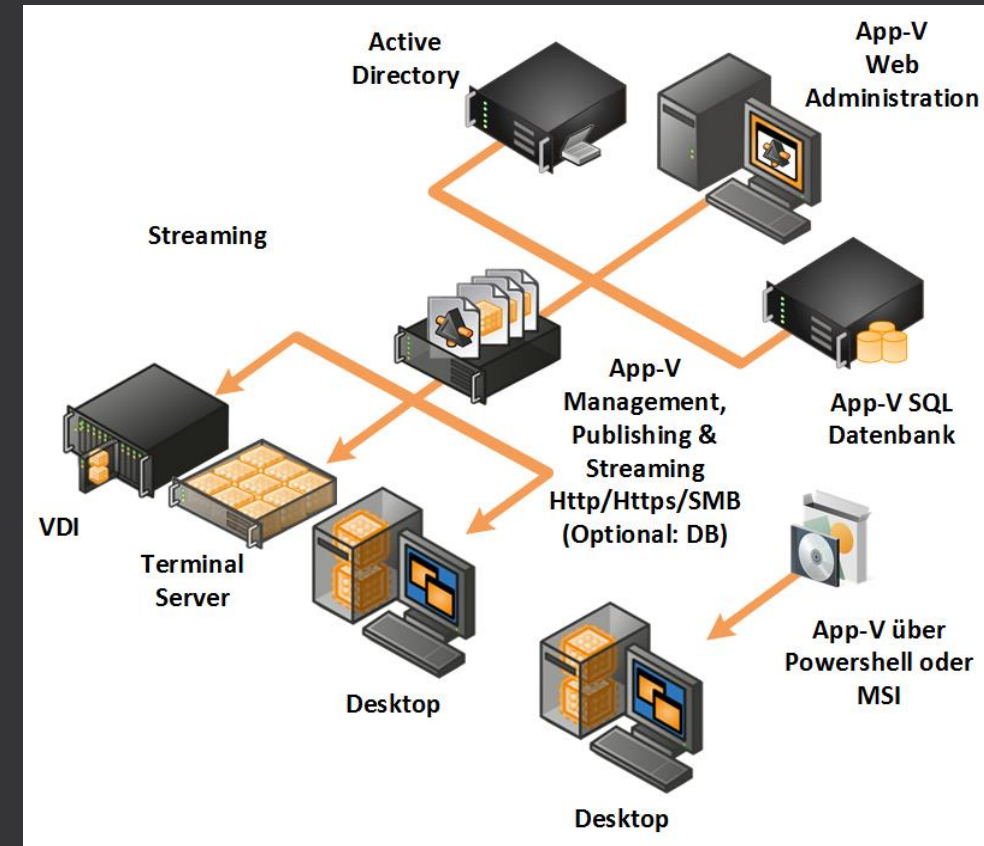 Active
Directory
App-V
Web
Administration
Streaming
App-V
Management,
Publishing &
Streaming
Http/Https/SMB
(Optional: DB)
App-V SQL
Datenbank
VDI
Terminal
Server
Desktop
App-V über
Powershell oder
MSI
Desktop